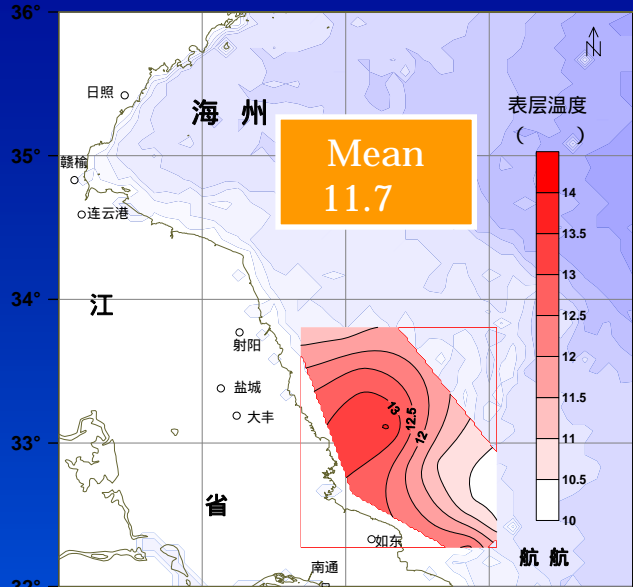 36°
日照
海 州
表层温度
( )
N
Mean
11.7
35°
赣榆
连云港
14
13.5
13
12.5
12
11.5
11
10.5
10
34°
江
射阳
盐城
大丰
13
12.5
12
33°
省
如东
南通
航 航
32°